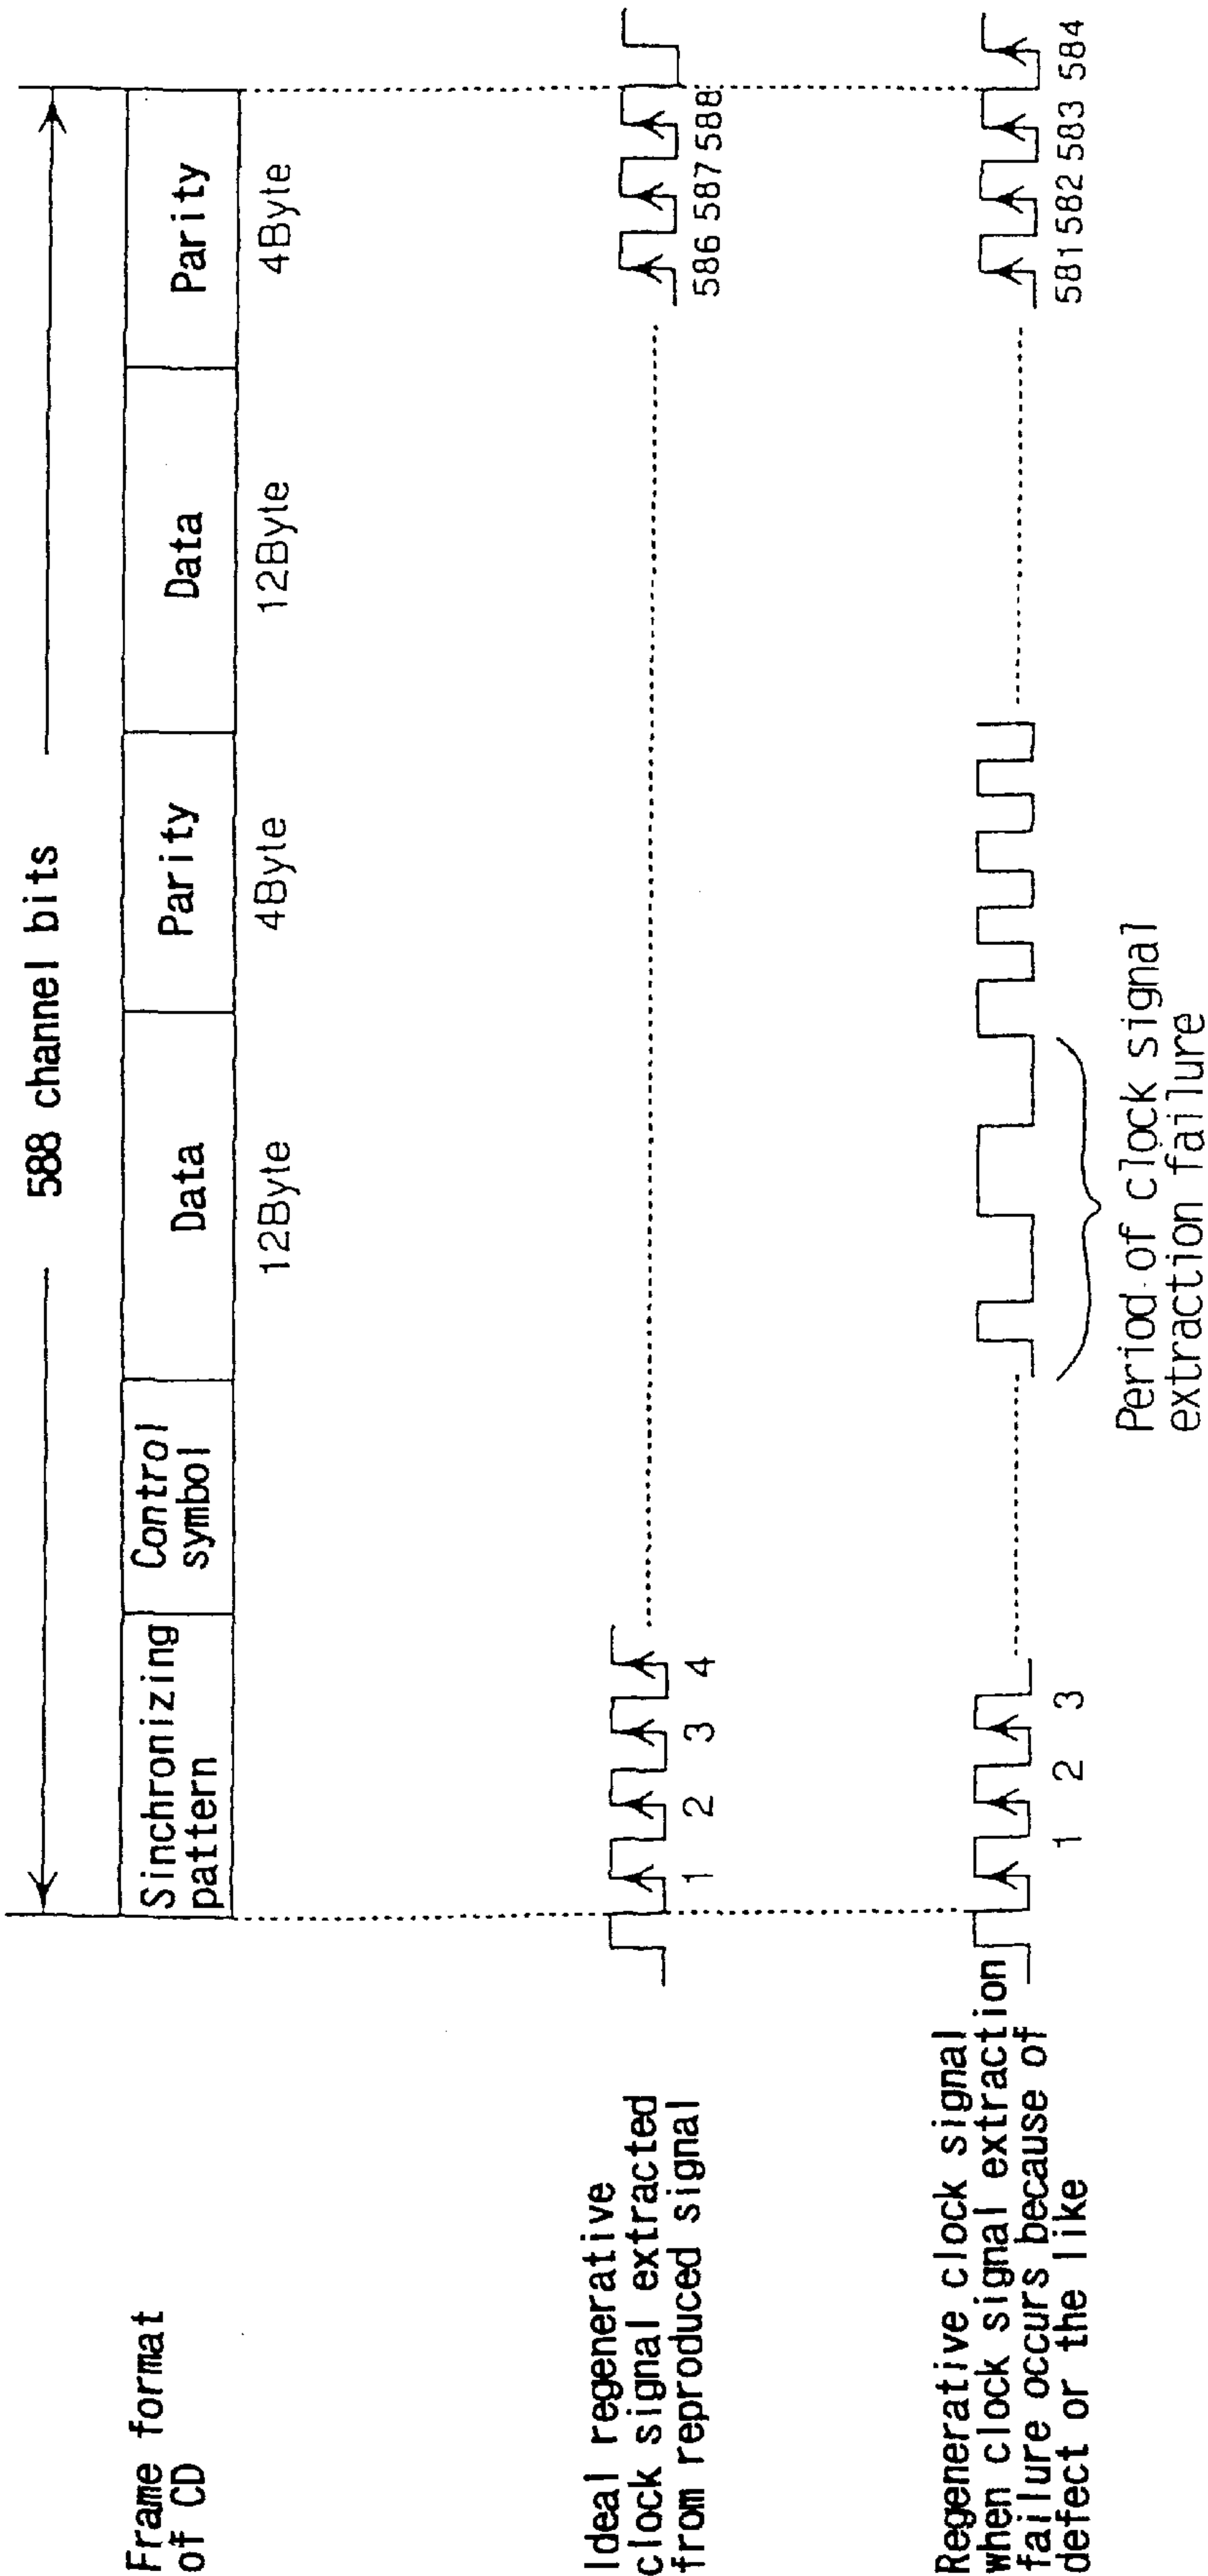 588 channel bits
Frame format
of CD
Sinchronizing
pattern
Control
symbol
Data
Parity
Data
Parity
12Byte
4Byte
12Byte
4Byte
Ideal regenerative
clock signal extracted
from reproduced signal
1 2 3 4
586 587 588
Regenerative clock signal
when clock signal extraction
failure occurs because of
defect or the like
1 2 3
581 582 583 584
Period of clock signal
extraction failure